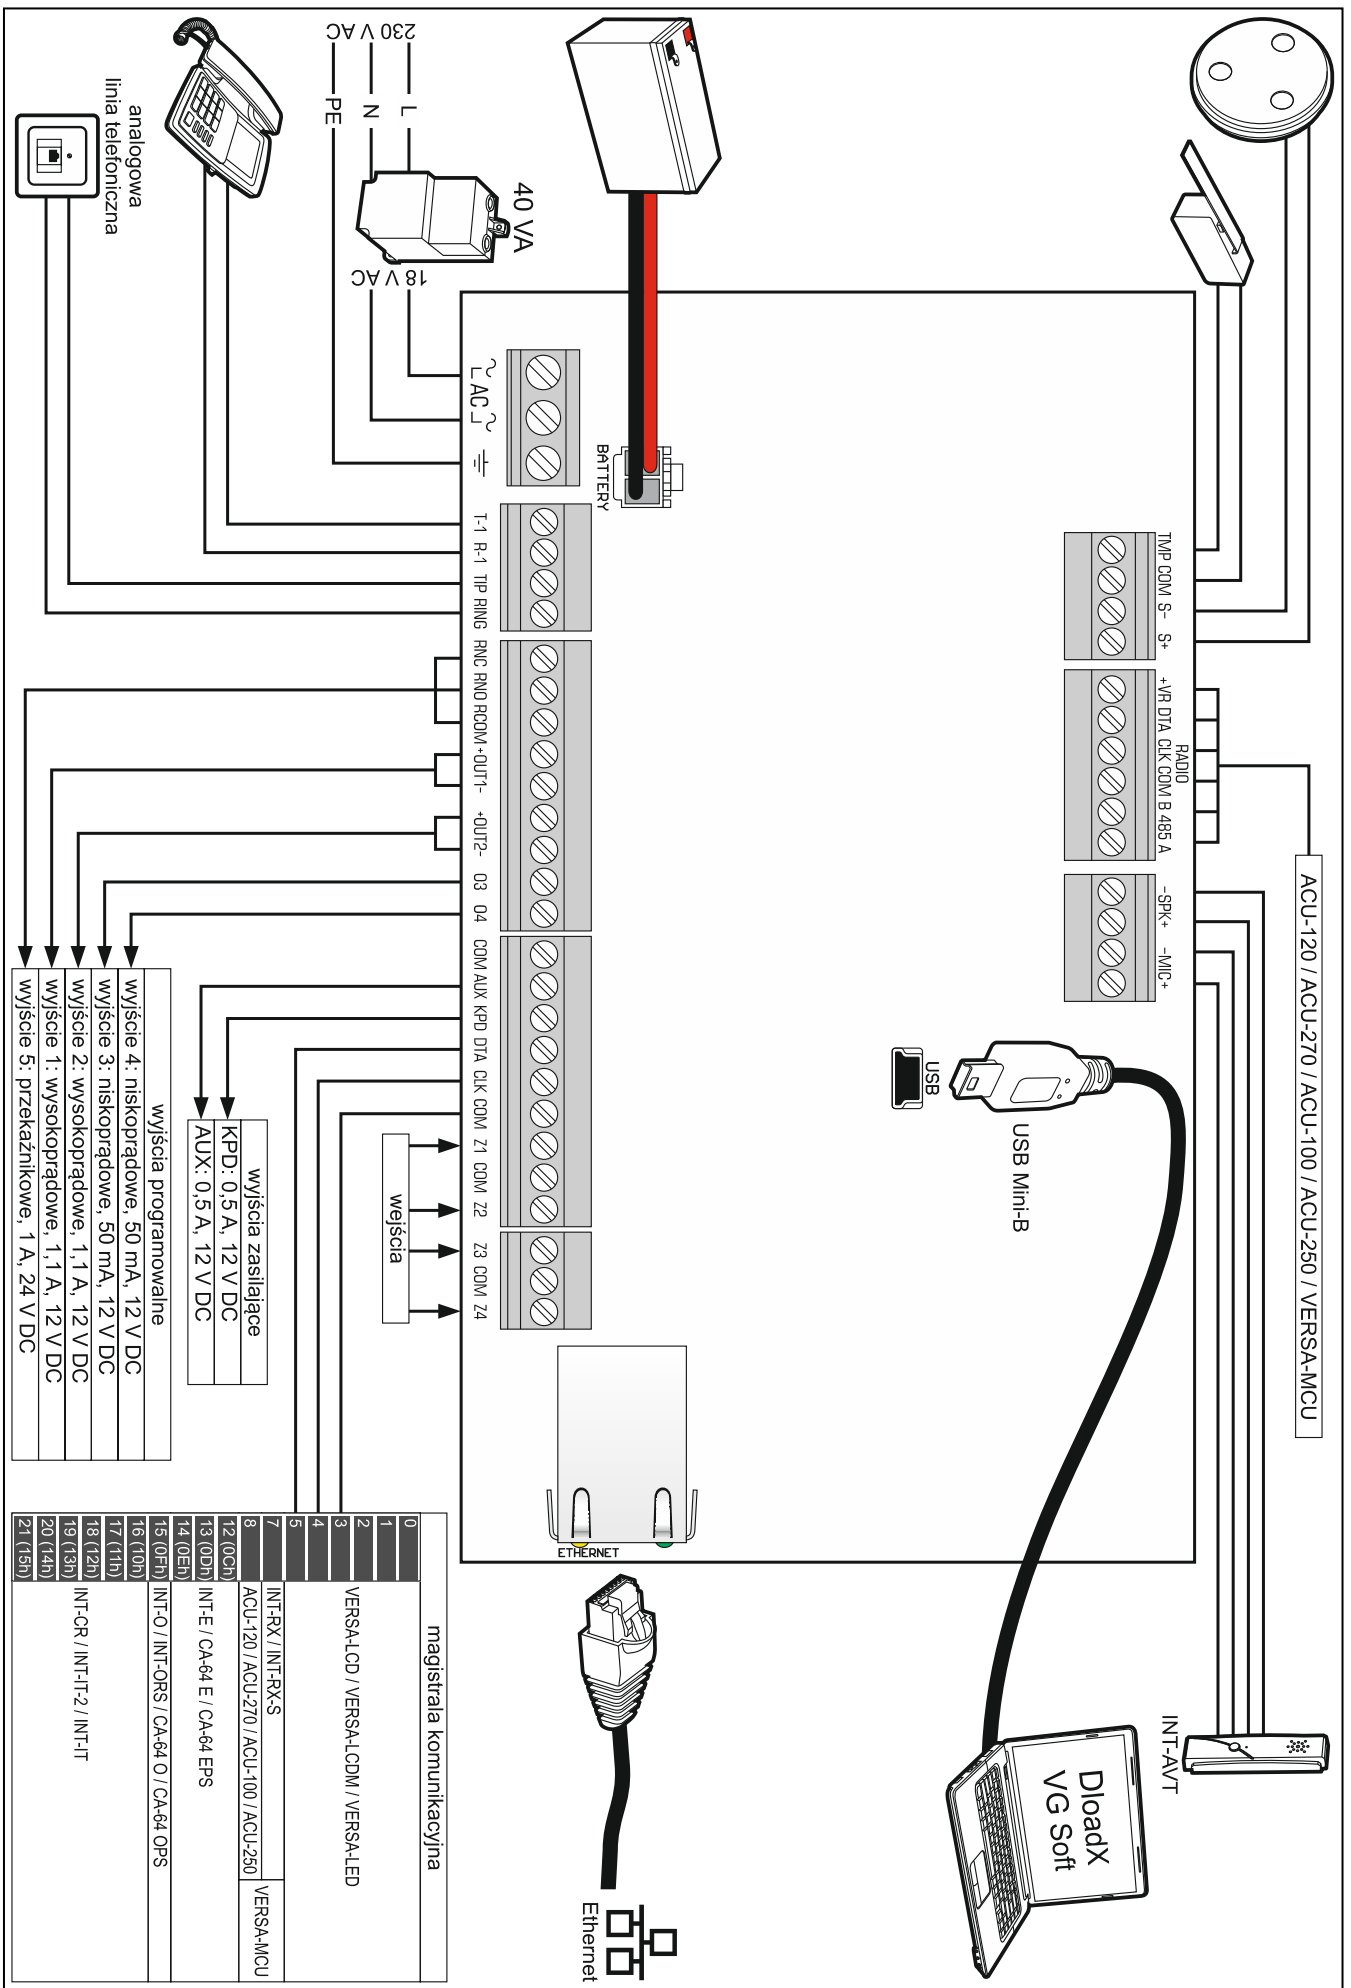 ACU-120 / ACU-270 / ACU-100 / ACU-250 / VERSA-MCU
INT-AVT
TMP COM S- S+
+VR DTA CLK COM B 485 A
RADIO
-SPK+ -MIC+
USB
USB Mini-B
DloadX
VG Soft
BATTERY
40 VA
230 V AC
L
N
PE
18 V AC
analogowa
linia telefoniczna
AC
T-1 R-1 TIP RING
RNC RNO RCOM +OUT1- +OUT2- O3 O4
COM AUX KPD DTA CLK COM Z1 COM Z2
Z3 COM Z4
ETHERNET
Ethernet
wejścia
wyjścia zasilające
KPD: 0,5 A, 12 V DC
AUX: 0,5 A, 12 V DC
wyjścia programowalne
wyjście 4: niskoprądowe, 50 mA, 12 V DC
wyjście 3: niskoprądowe, 50 mA, 12 V DC
wyjście 2: wysokoprądowe, 1,1 A, 12 V DC
wyjście 1: wysokoprądowe, 1,1 A, 12 V DC
wyjście 5: przekaźnikowe, 1 A, 24 V DC
magistrala komunikacyjna
0
1
2
3
4
5
VERSA-LCD / VERSA-LCDM / VERSA-LED
7
INT-RX / INT-RX-S
8
ACU-120 / ACU-270 / ACU-100 / ACU-250
VERSA-MCU
12 (0Ch)
13 (0Dh)
14 (0Eh)
INT-E / CA-64 E / CA-64 EPS
15 (0Fh)
INT-O / INT-ORS / CA-64 O / CA-64 OPS
16 (10h)
17 (11h)
18 (12h)
19 (13h)
20 (14h)
21 (15h)
INT-CR / INT-IT-2 / INT-IT